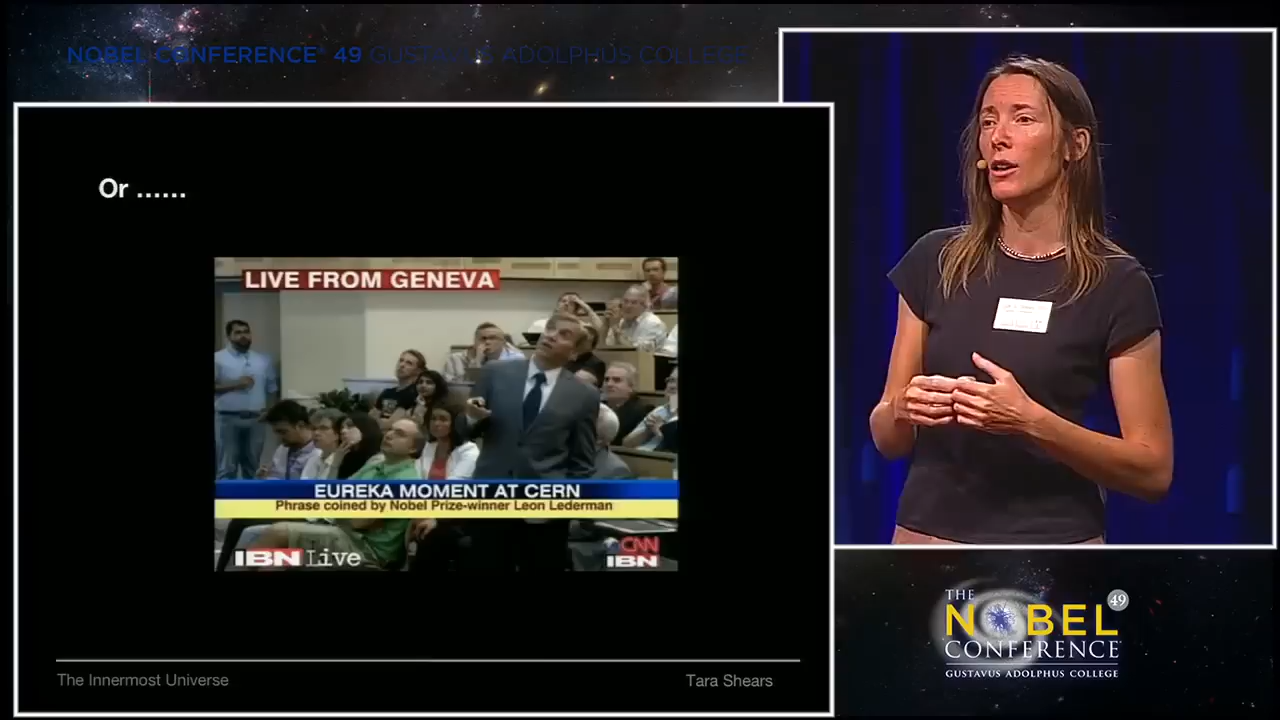 NOBEL CONFERENCE® 49 GUSTAVUS ADOLPHUS COLLEGE
Or ......
LIVE FROM GENEVA
EUREKA MOMENT AT CERN
Phrase coined by Nobel Prize-winner Leon Lederman
IBN Live
CNN
IBN
The Innermost Universe
Tara Shears
THE
NOBEL 49
CONFERENCE
GUSTAVUS ADOLPHUS COLLEGE